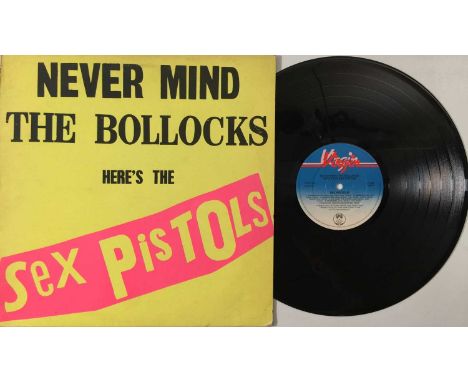 NEVER MIND
THE BOLLOCKS
HERE'S THE
Sex PiSTOLS
Virgin